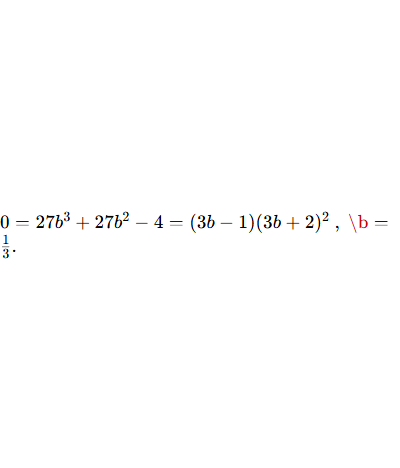 0 = 27b³ + 27b² − 4 = (3b − 1)(3b + 2)² , \b =
1/3.